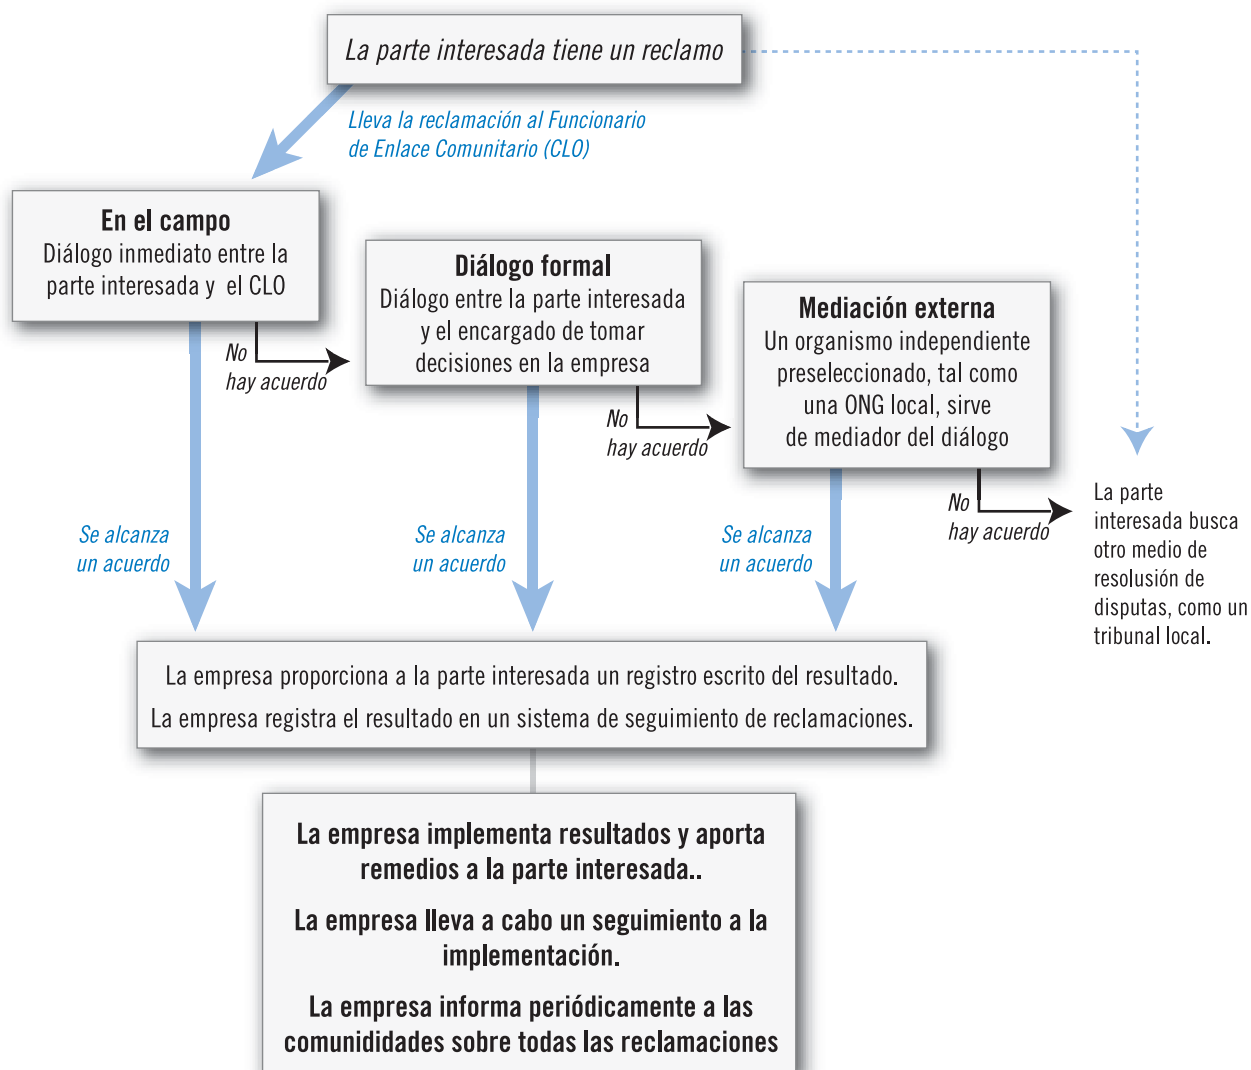 La parte interesada tiene un reclamo
Lleva la reclamación al Funcionario
de Enlace Comunitario (CLO)
En el campo
Diálogo inmediato entre la
parte interesada y el CLO
No
hay acuerdo
Diálogo formal
Diálogo entre la parte interesada
y el encargado de tomar
decisiones en la empresa
No
hay acuerdo
Mediación externa
Un organismo independiente
preseleccionado, tal como
una ONG local, sirve
de mediador del diálogo
No
hay acuerdo
La parte
interesada busca
otro medio de
resolusión de
disputas, como un
tribunal local.
Se alcanza
un acuerdo
Se alcanza
un acuerdo
Se alcanza
un acuerdo
La empresa proporciona a la parte interesada un registro escrito del resultado.
La empresa registra el resultado en un sistema de seguimiento de reclamaciones.
La empresa implementa resultados y aporta
remedios a la parte interesada..
La empresa lleva a cabo un seguimiento a la
implementación.
La empresa informa periódicamente a las
comunididades sobre todas las reclamaciones